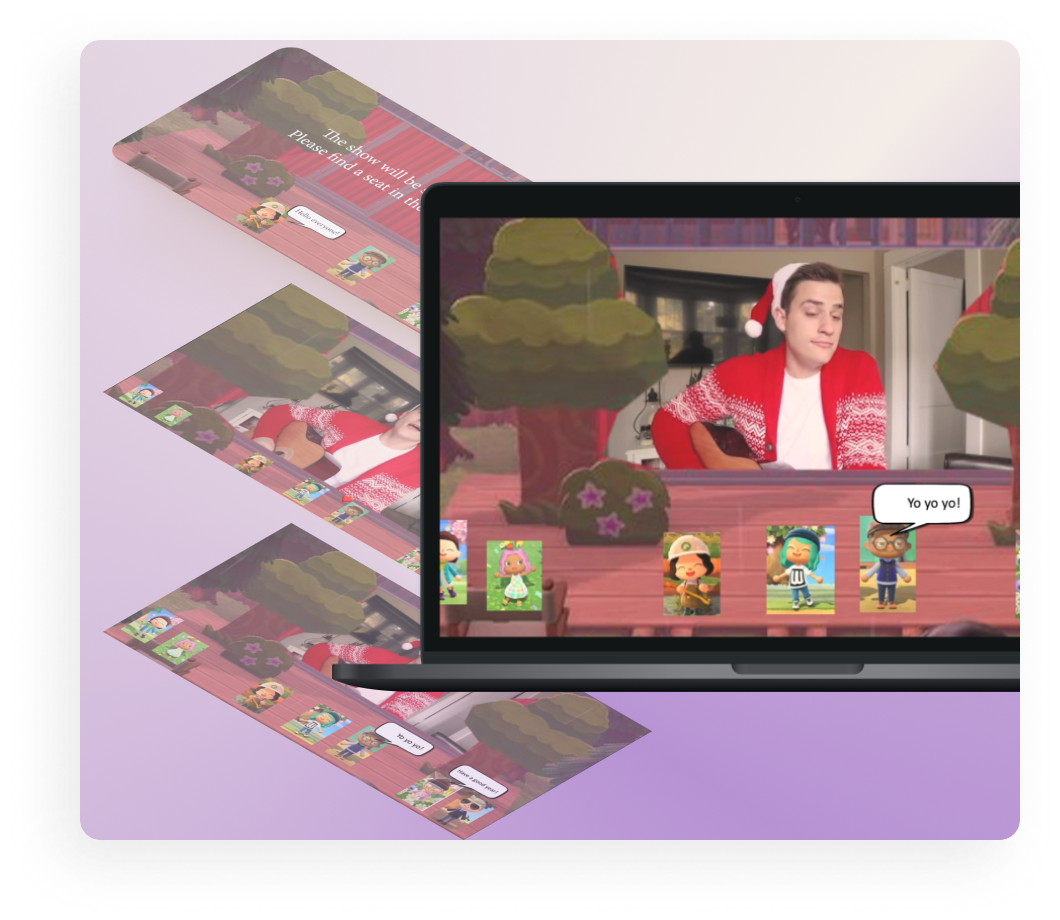 The show will be
Please find a seat in the
Hello everyone!
Yo yo yo!
Yo yo yo!
Have a good year!